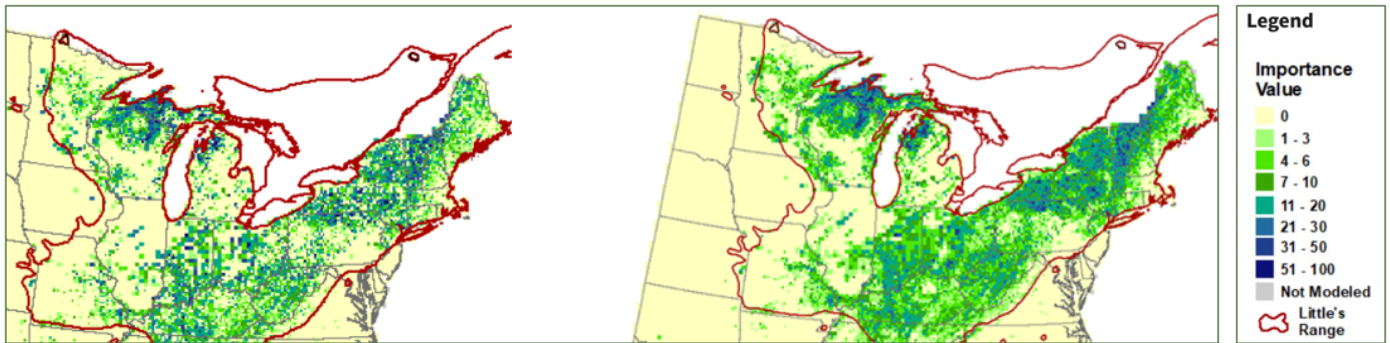 Legend
Importance
Value
0
1 - 3
4 - 6
7 - 10
11 - 20
21 - 30
31 - 50
51 - 100
Not Modeled
Little's
Range